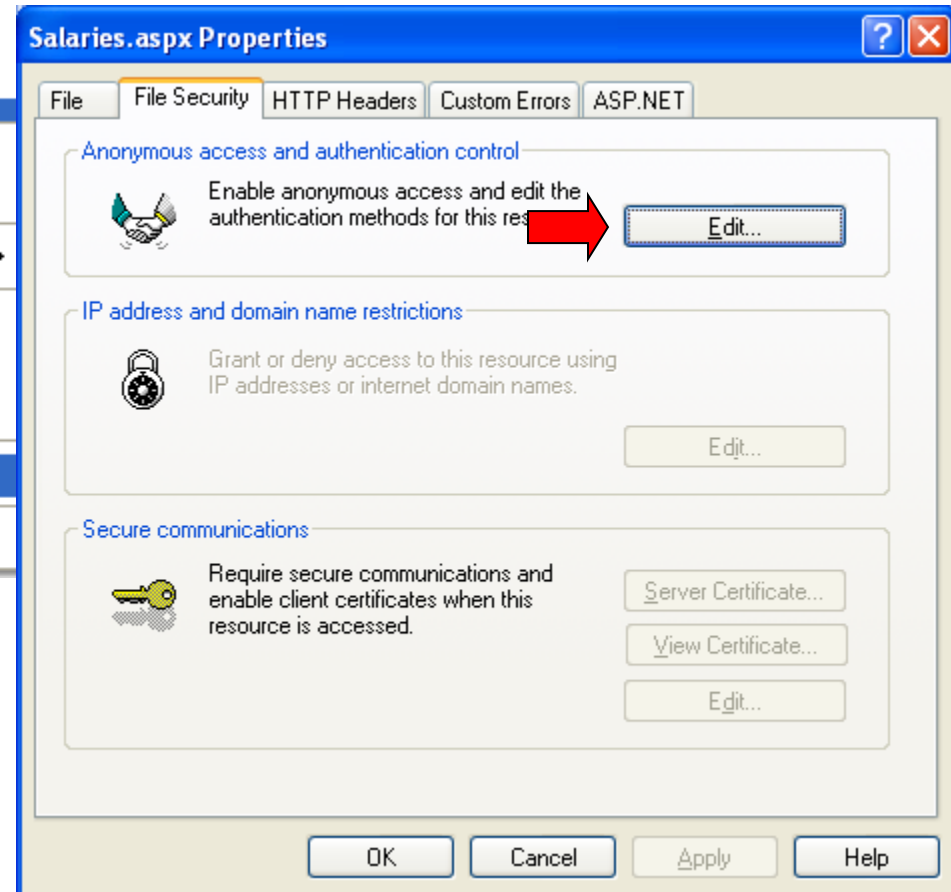 Salaries.aspx Properties
File File Security HTTP Headers Custom Errors ASP.NET
Anonymous access and authentication control
Enable anonymous access and edit the
authentication methods for this res
Edit...
IP address and domain name restrictions
Grant or deny access to this resource using
IP addresses or internet domain names.
Edit...
Secure communications
Require secure communications and
enable client certificates when this
resource is accessed.
Server Certificate...
View Certificate...
Edit...
OK Cancel Apply Help